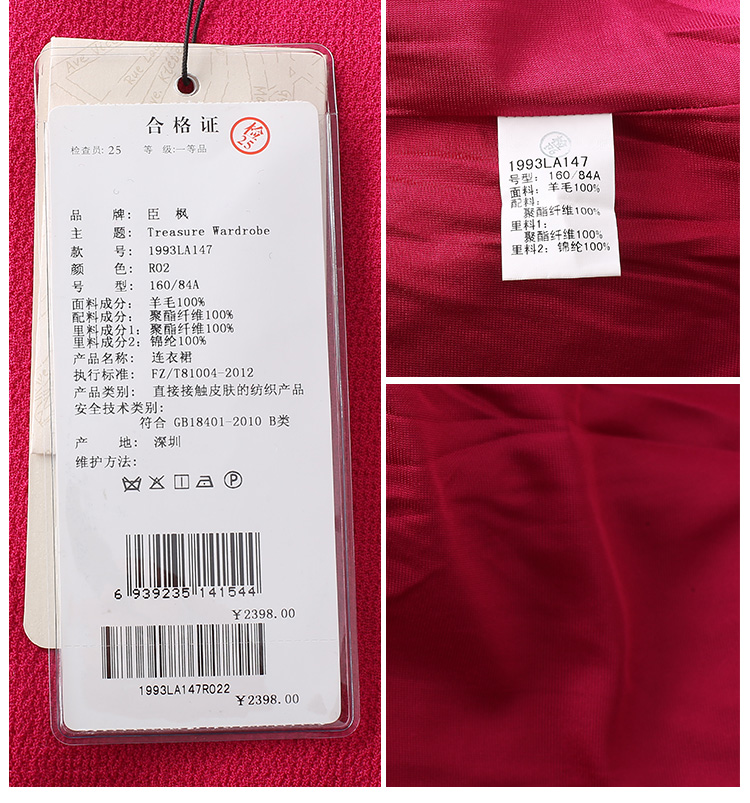 合格证
检25
检查员: 25 等 级:一等品
品 牌: 臣 枫
主 题: Treasure Wardrobe
款 号: 1993LA147
颜 色: R02
号 型: 160/84A
面料成分: 羊毛100%
配料成分: 聚酯纤维100%
里料成分1: 聚酯纤维100%
里料成分2: 锦纶100%
产品名称: 连衣裙
执行标准: FZ/T81004-2012
产品类别: 直接接触皮肤的纺织产品
安全技术类别:
符合 GB18401-2010 B类
产 地: 深圳
维护方法:
P
6 939235 141544
¥2398.00
1993LA147R022
¥2398.00
1993LA147
号型: 160/84A
面料: 羊毛100%
配料:
聚酯纤维100%
里料1:
聚酯纤维100%
里料2: 锦纶100%